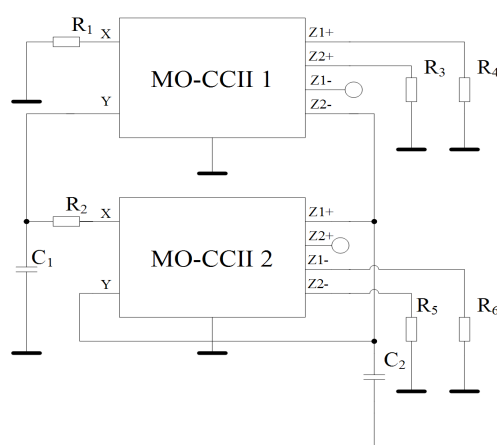 R1
X
Y
MO-CCII 1
Z1+
Z2+
Z1-
Z2-
R3
R4
R2
C1
X
Y
MO-CCII 2
Z1+
Z2+
Z1-
Z2-
R5
R6
C2